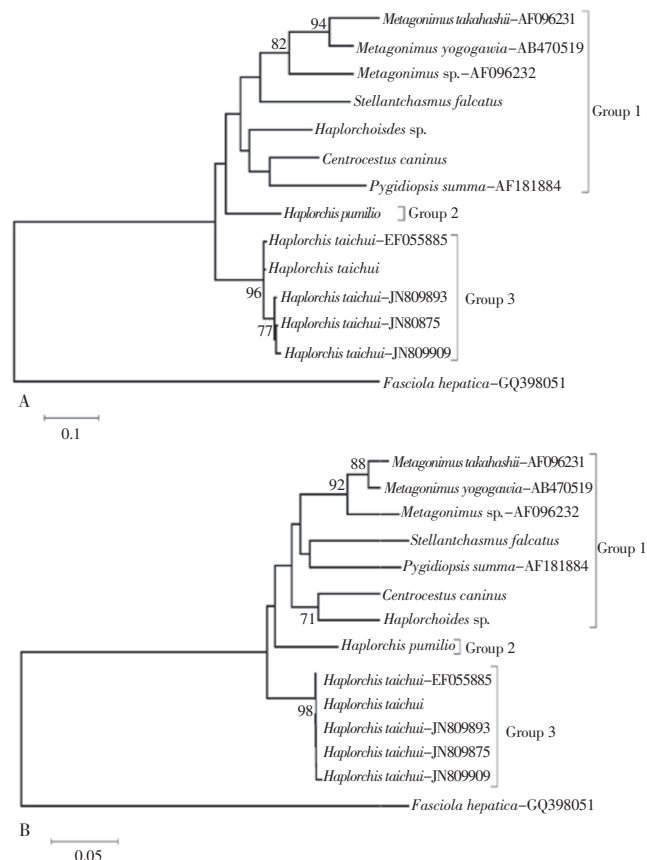 94
Metagonimus takahashii-AF096231
82
Metagonimus yogogawia-AB470519
Metagonimus sp.-AF096232
Stellantchasmus falcatus
Group 1
Haplorchoisdes sp.
Centrocestus caninus
Pygidiopsis summa-AF181884
Haplorchis pumilio
Group 2
Haplorchis taichui-EF055885
Haplorchis taichui
96
Haplorchis taichui-JN809893
Group 3
Haplorchis taichui-JN80875
77
Haplorchis taichui-JN809909
Fasciola hepatica-GQ398051
A
0.1
88
Metagonimus takahashii-AF096231
92
Metagonimus yogogawia-AB470519
Metagonimus sp.-AF096232
Stellantchasmus falcatus
Group 1
Pygidiopsis summa-AF181884
Centrocestus caninus
71
Haplorchoides sp.
Haplorchis pumilio
Group 2
Haplorchis taichui-EF055885
Haplorchis taichui
98
Haplorchis taichui-JN809893
Group 3
Haplorchis taichui-JN809875
Haplorchis taichui-JN809909
Fasciola hepatica-GQ398051
B
0.05